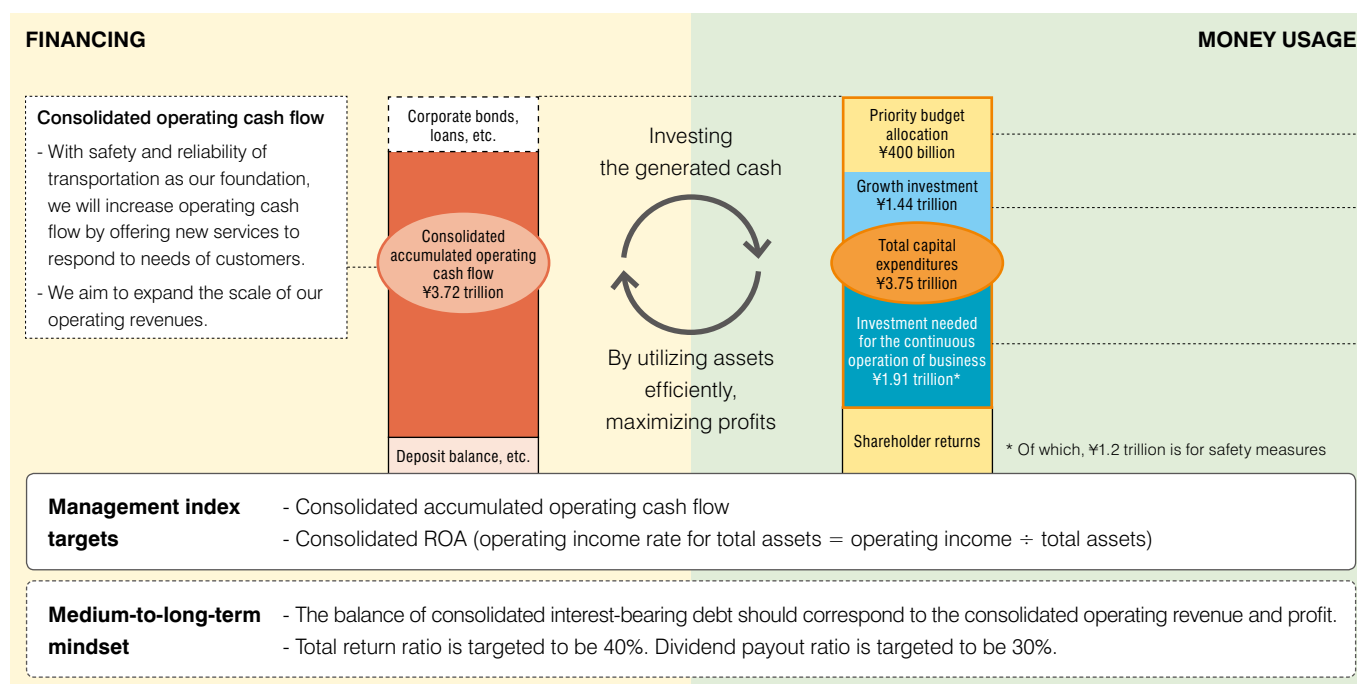 FINANCING
MONEY USAGE
Consolidated operating cash flow
- With safety and reliability of
transportation as our foundation,
we will increase operating cash
flow by offering new services to
respond to needs of customers.
- We aim to expand the scale of our
operating revenues.
Corporate bonds,
loans, etc.
Consolidated
accumulated operating
cash flow
¥3.72 trillion
Deposit balance, etc.
Investing
the generated cash
By utilizing assets
efficiently,
maximizing profits
Priority budget
allocation
¥400 billion
Growth investment
¥1.44 trillion
Total capital
expenditures
¥3.75 trillion
Investment needed
for the continuous
operation of business
¥1.91 trillion*
Shareholder returns
* Of which, ¥1.2 trillion is for safety measures
Management index
targets
- Consolidated accumulated operating cash flow
- Consolidated ROA (operating income rate for total assets = operating income ÷ total assets)
Medium-to-long-term
mindset
- The balance of consolidated interest-bearing debt should correspond to the consolidated operating revenue and profit.
- Total return ratio is targeted to be 40%. Dividend payout ratio is targeted to be 30%.